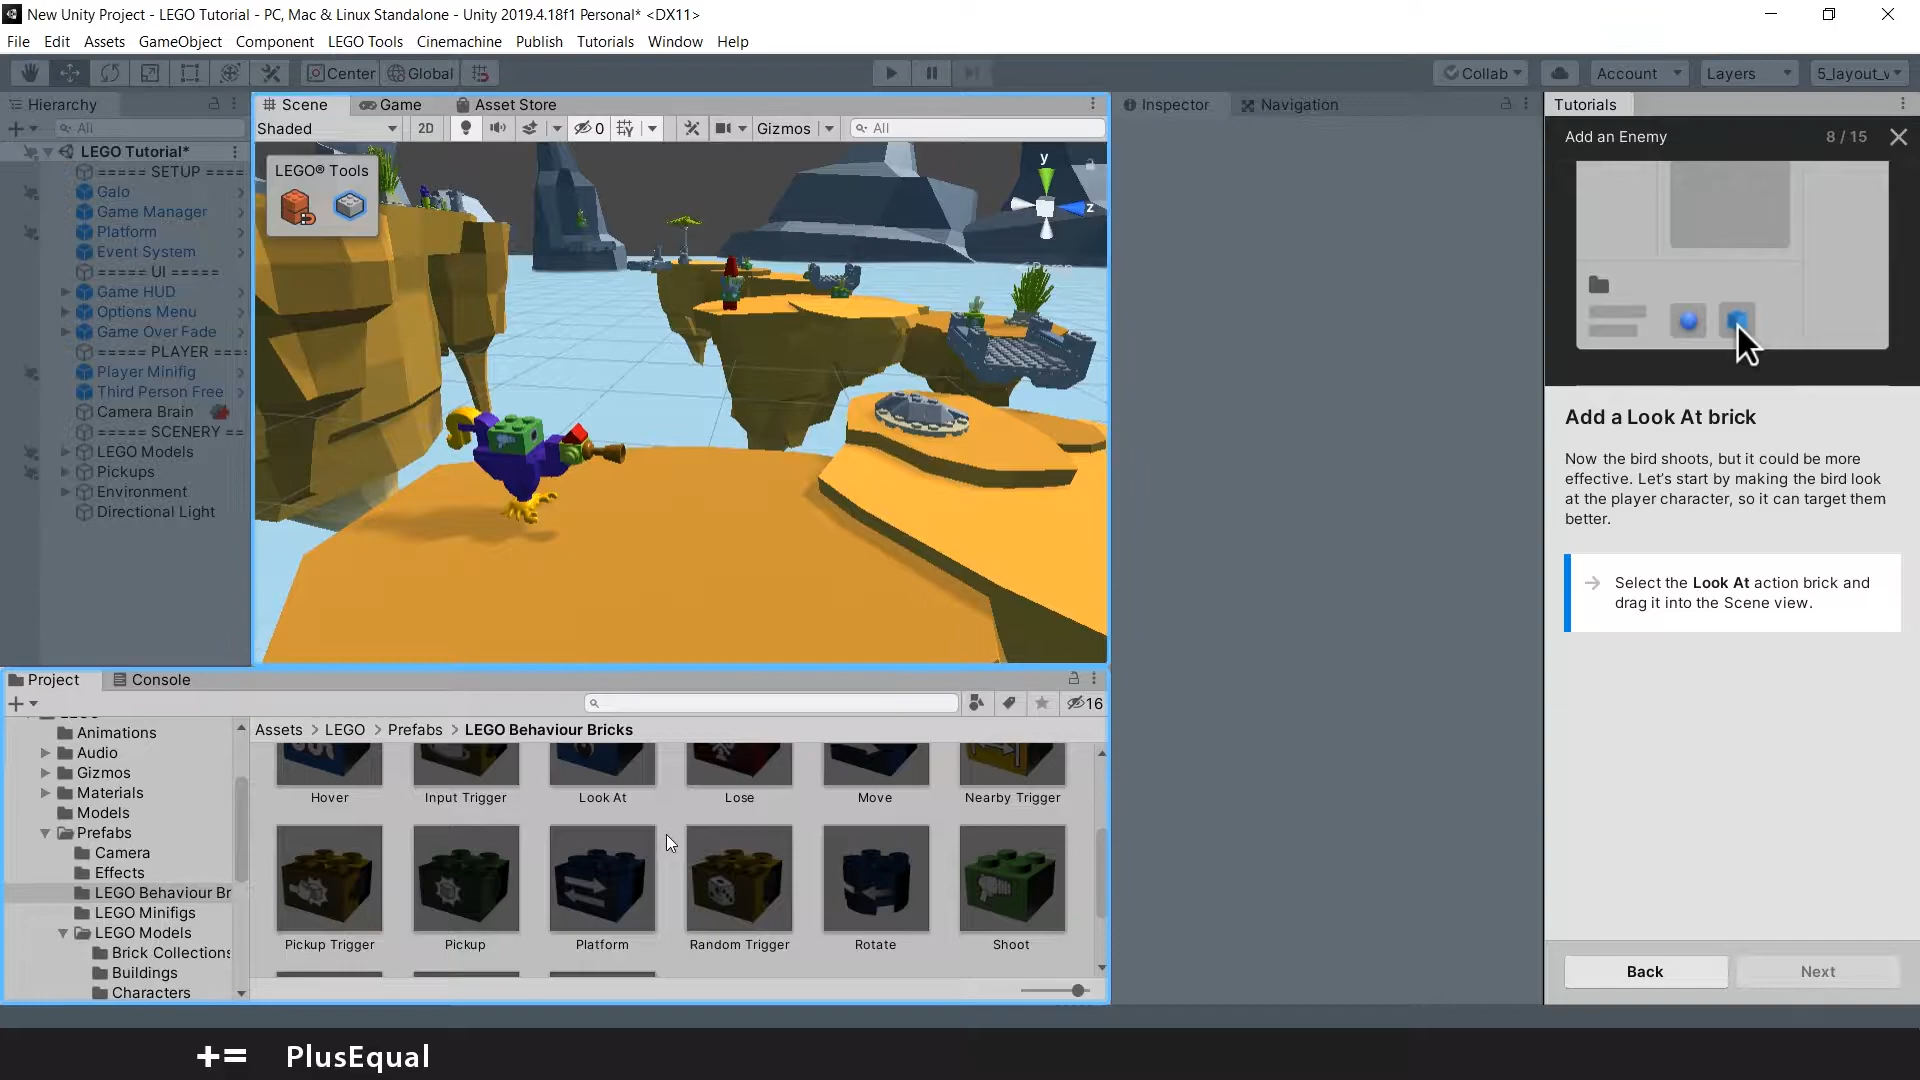 New Unity Project - LEGO Tutorial - PC, Mac & Linux Standalone - Unity 2019.4.18f1 Personal* <DX11>
File Edit Assets GameObject Component LEGO Tools Cinemachine Publish Tutorials Window Help
Center Global Collab Account Layers
Hierarchy
All
LEGO Tutorial*
===== SETUP ====
Galo
Game Manager
Platform
Event System
===== UI =====
Game HUD
Options Menu
Game Over Fade
===== PLAYER ====
Player Minifig
Third Person Free
Camera Brain
===== SCENERY ==
LEGO Models
Pickups
Environment
Directional Light
Scene Game Asset Store
Shaded 2D 0 Gizmos All
LEGO® Tools
y
z
Persp
Inspector Navigation
Tutorials
Add an Enemy 8 / 15
Add a Look At brick
Now the bird shoots, but it could be more
effective. Let's start by making the bird look
at the player character, so it can target them
better.
Select the Look At action brick and
drag it into the Scene view.
Back Next
Project Console
16
Animations
Audio
Gizmos
Materials
Models
Prefabs
Camera
Effects
LEGO Behaviour Br
LEGO Minifigs
LEGO Models
Brick Collections
Buildings
Characters
Assets > LEGO > Prefabs > LEGO Behaviour Bricks
Hover Input Trigger Look At Lose Move Nearby Trigger
Pickup Trigger Pickup Platform Random Trigger Rotate Shoot
+= PlusEqual